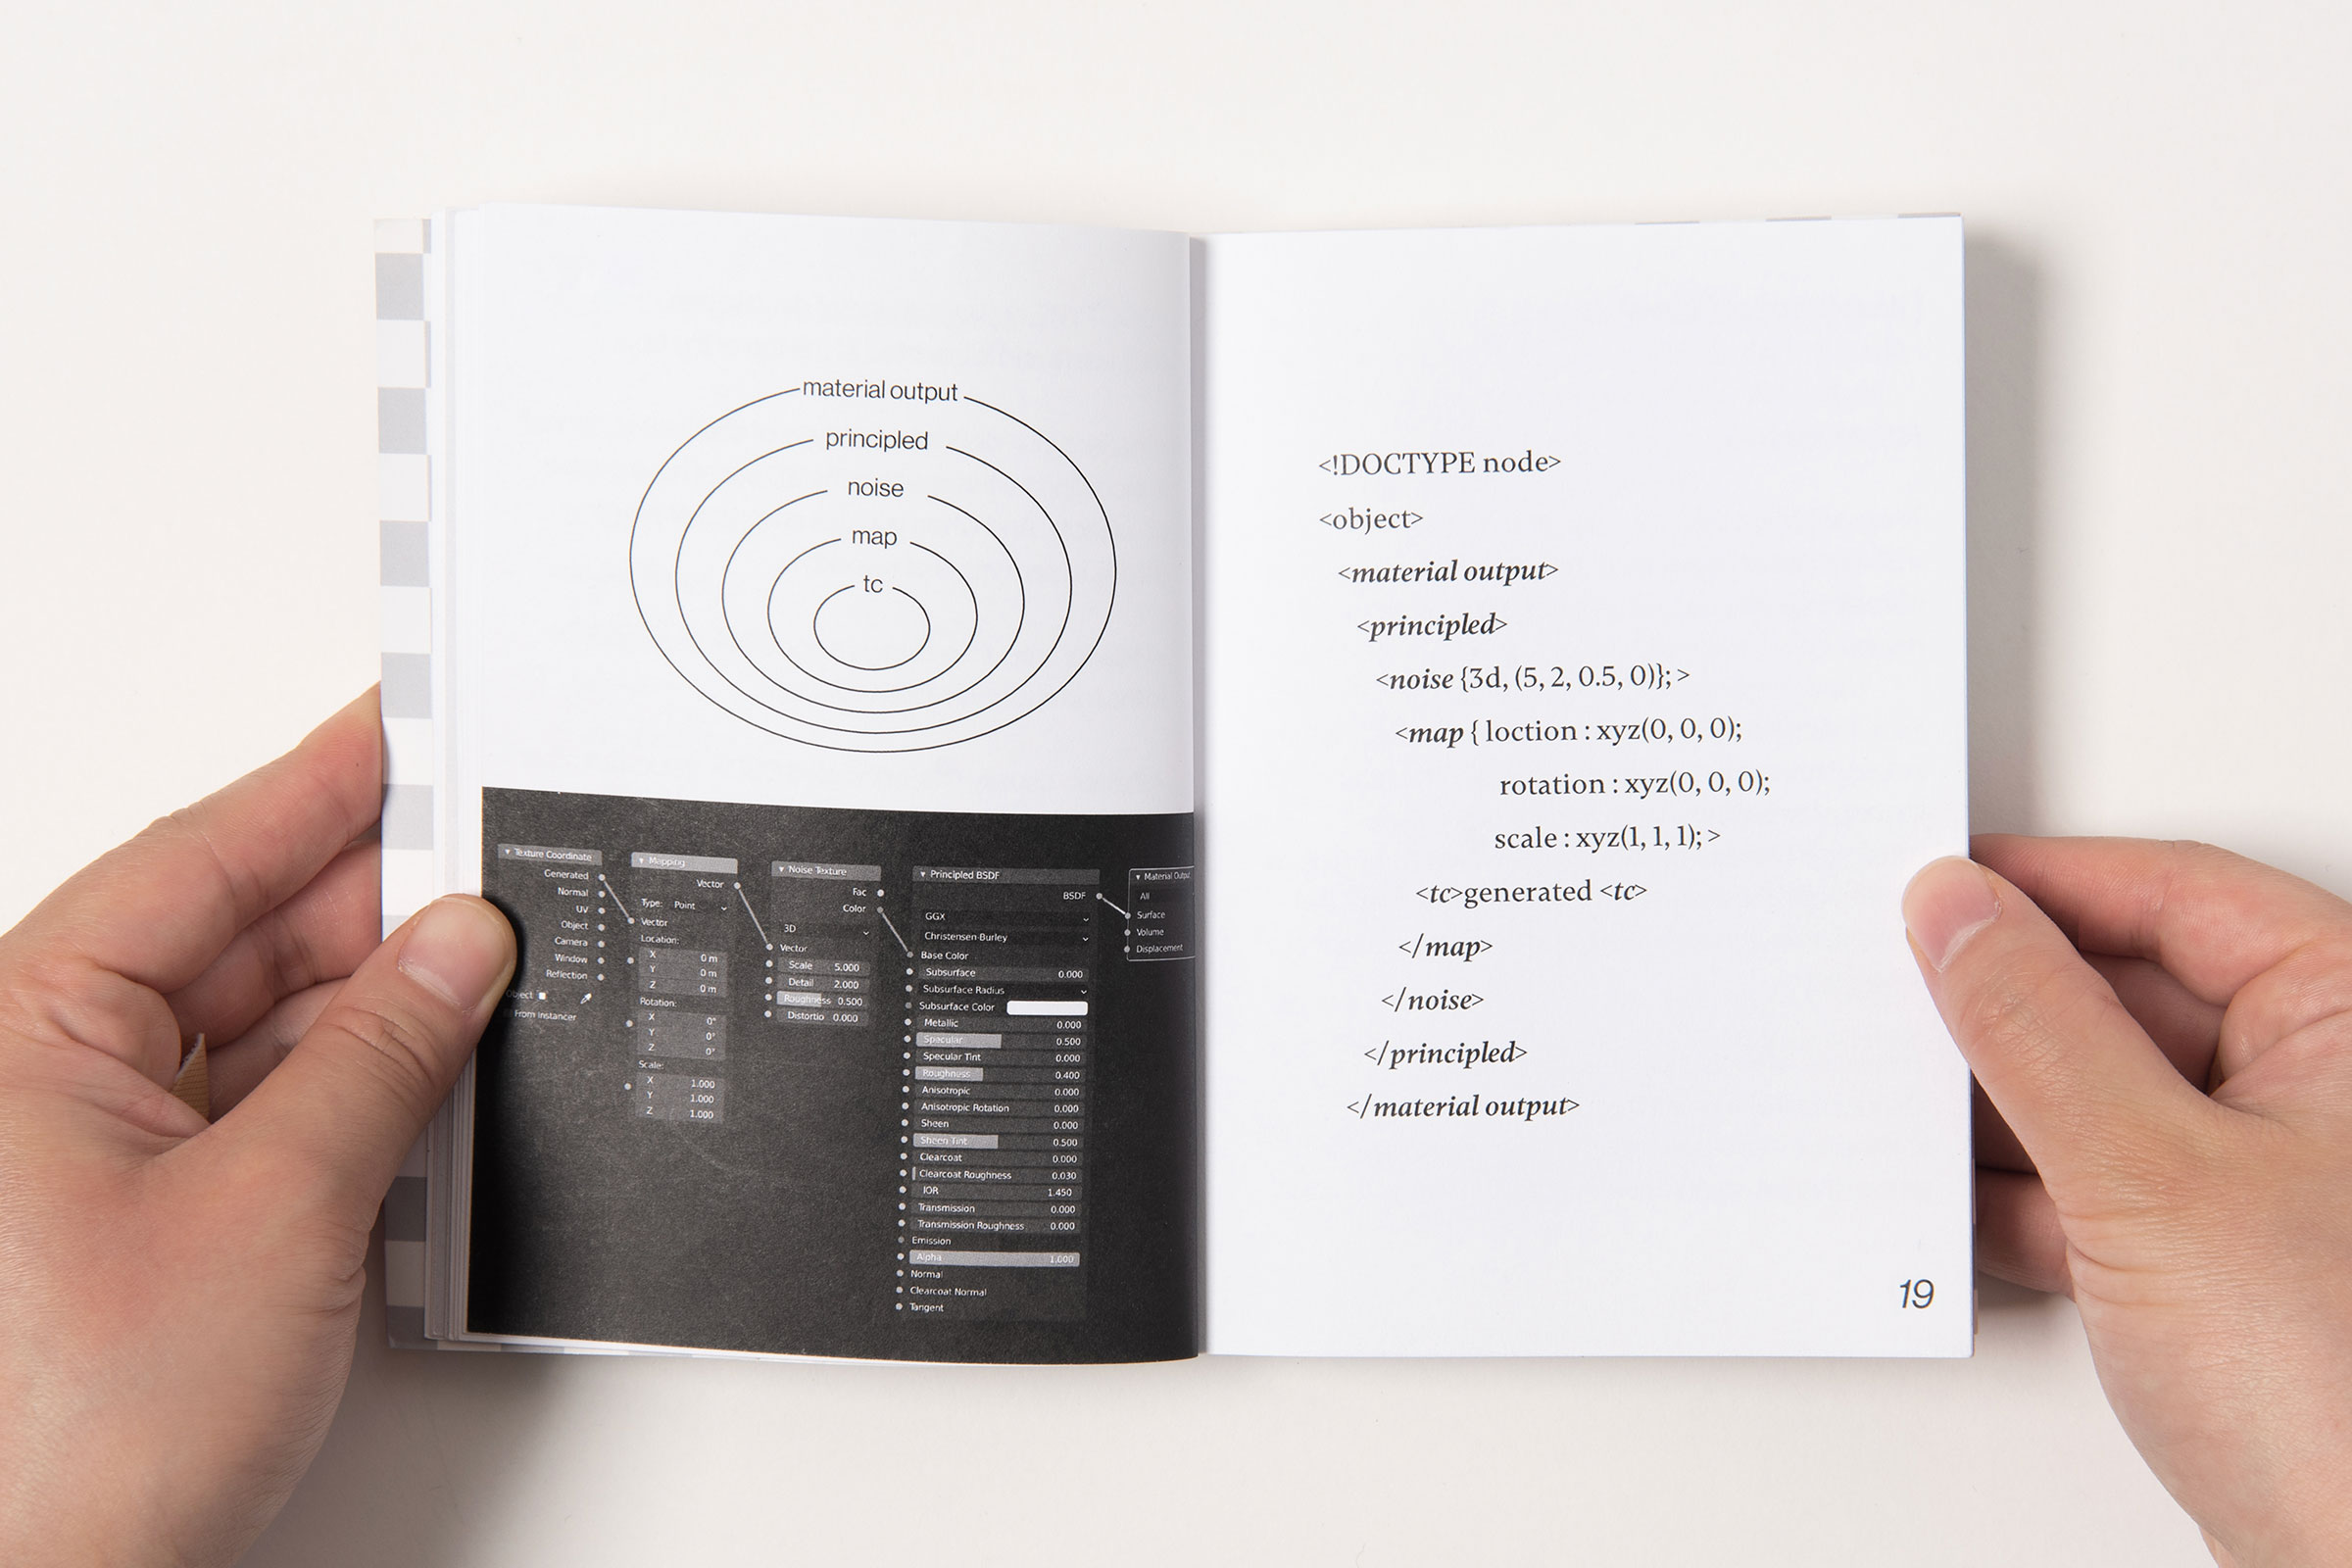 material output
principled
noise
map
tc
Texture Coordinate
Generated
Normal
UV
Object
Camera
Window
Reflection
Object
From Instancer
Mapping
Vector
Type: Point
Vector
Location:
X 0 m
Y 0 m
Z 0 m
Rotation:
X 0°
Y 0°
Z 0°
Scale:
X 1.000
Y 1.000
Z 1.000
Noise Texture
Fac
Color
3D
Vector
Scale 5.000
Detail 2.000
Roughness 0.500
Distortio 0.000
Principled BSDF
BSDF
GGX
Christensen-Burley
Base Color
Subsurface 0.000
Subsurface Radius
Subsurface Color
Metallic 0.000
Specular 0.500
Specular Tint 0.000
Roughness 0.400
Anisotropic 0.000
Anisotropic Rotation 0.000
Sheen 0.000
Sheen Tint 0.500
Clearcoat 0.000
Clearcoat Roughness 0.030
IOR 1.450
Transmission 0.000
Transmission Roughness 0.000
Emission
Alpha 1.000
Normal
Clearcoat Normal
Tangent
Material Output
All
Surface
Volume
Displacement
<!DOCTYPE node>
<object>
<material output>
<principled>
<noise {3d, (5, 2, 0.5, 0)}; >
<map { loction : xyz(0, 0, 0);
rotation : xyz(0, 0, 0);
scale : xyz(1, 1, 1); >
<tc>generated <tc>
</map>
</noise>
</principled>
</material output>
19